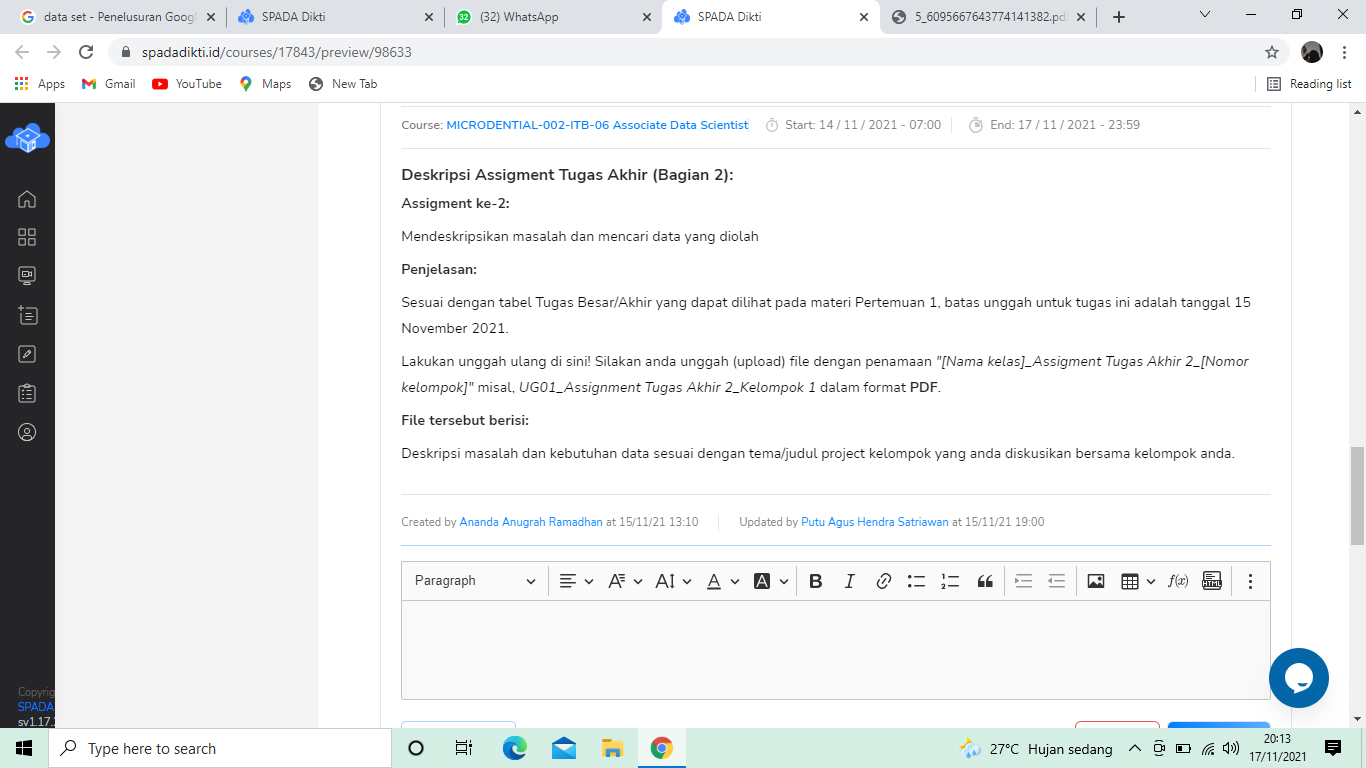 data set - Penelusuran Googl
SPADA Dikti
(32) WhatsApp
SPADA Dikti
5_6095667643774141382.pdf
spadadikti.id/courses/17843/preview/98633
Apps
Gmail
YouTube
Maps
New Tab
Reading list
Course: MICRODENTIAL-002-ITB-06 Associate Data Scientist
Start: 14 / 11 / 2021 - 07:00
End: 17 / 11 / 2021 - 23:59
Deskripsi Assigment Tugas Akhir (Bagian 2):
Assigment ke-2:
Mendeskripsikan masalah dan mencari data yang diolah
Penjelasan:
Sesuai dengan tabel Tugas Besar/Akhir yang dapat dilihat pada materi Pertemuan 1, batas unggah untuk tugas ini adalah tanggal 15
November 2021.
Lakukan unggah ulang di sini! Silakan anda unggah (upload) file dengan penamaan "[Nama kelas]_Assigment Tugas Akhir 2_[Nomor
kelompok]" misal, UG01_Assignment Tugas Akhir 2_Kelompok 1 dalam format PDF.
File tersebut berisi:
Deskripsi masalah dan kebutuhan data sesuai dengan tema/judul project kelompok yang anda diskusikan bersama kelompok anda.
Created by Ananda Anugrah Ramadhan at 15/11/21 13:10
Updated by Putu Agus Hendra Satriawan at 15/11/21 19:00
Paragraph
f(x)
HTML
Copyrig
SPADA
sv1.17.
Type here to search
27°C Hujan sedang
20:13
17/11/2021